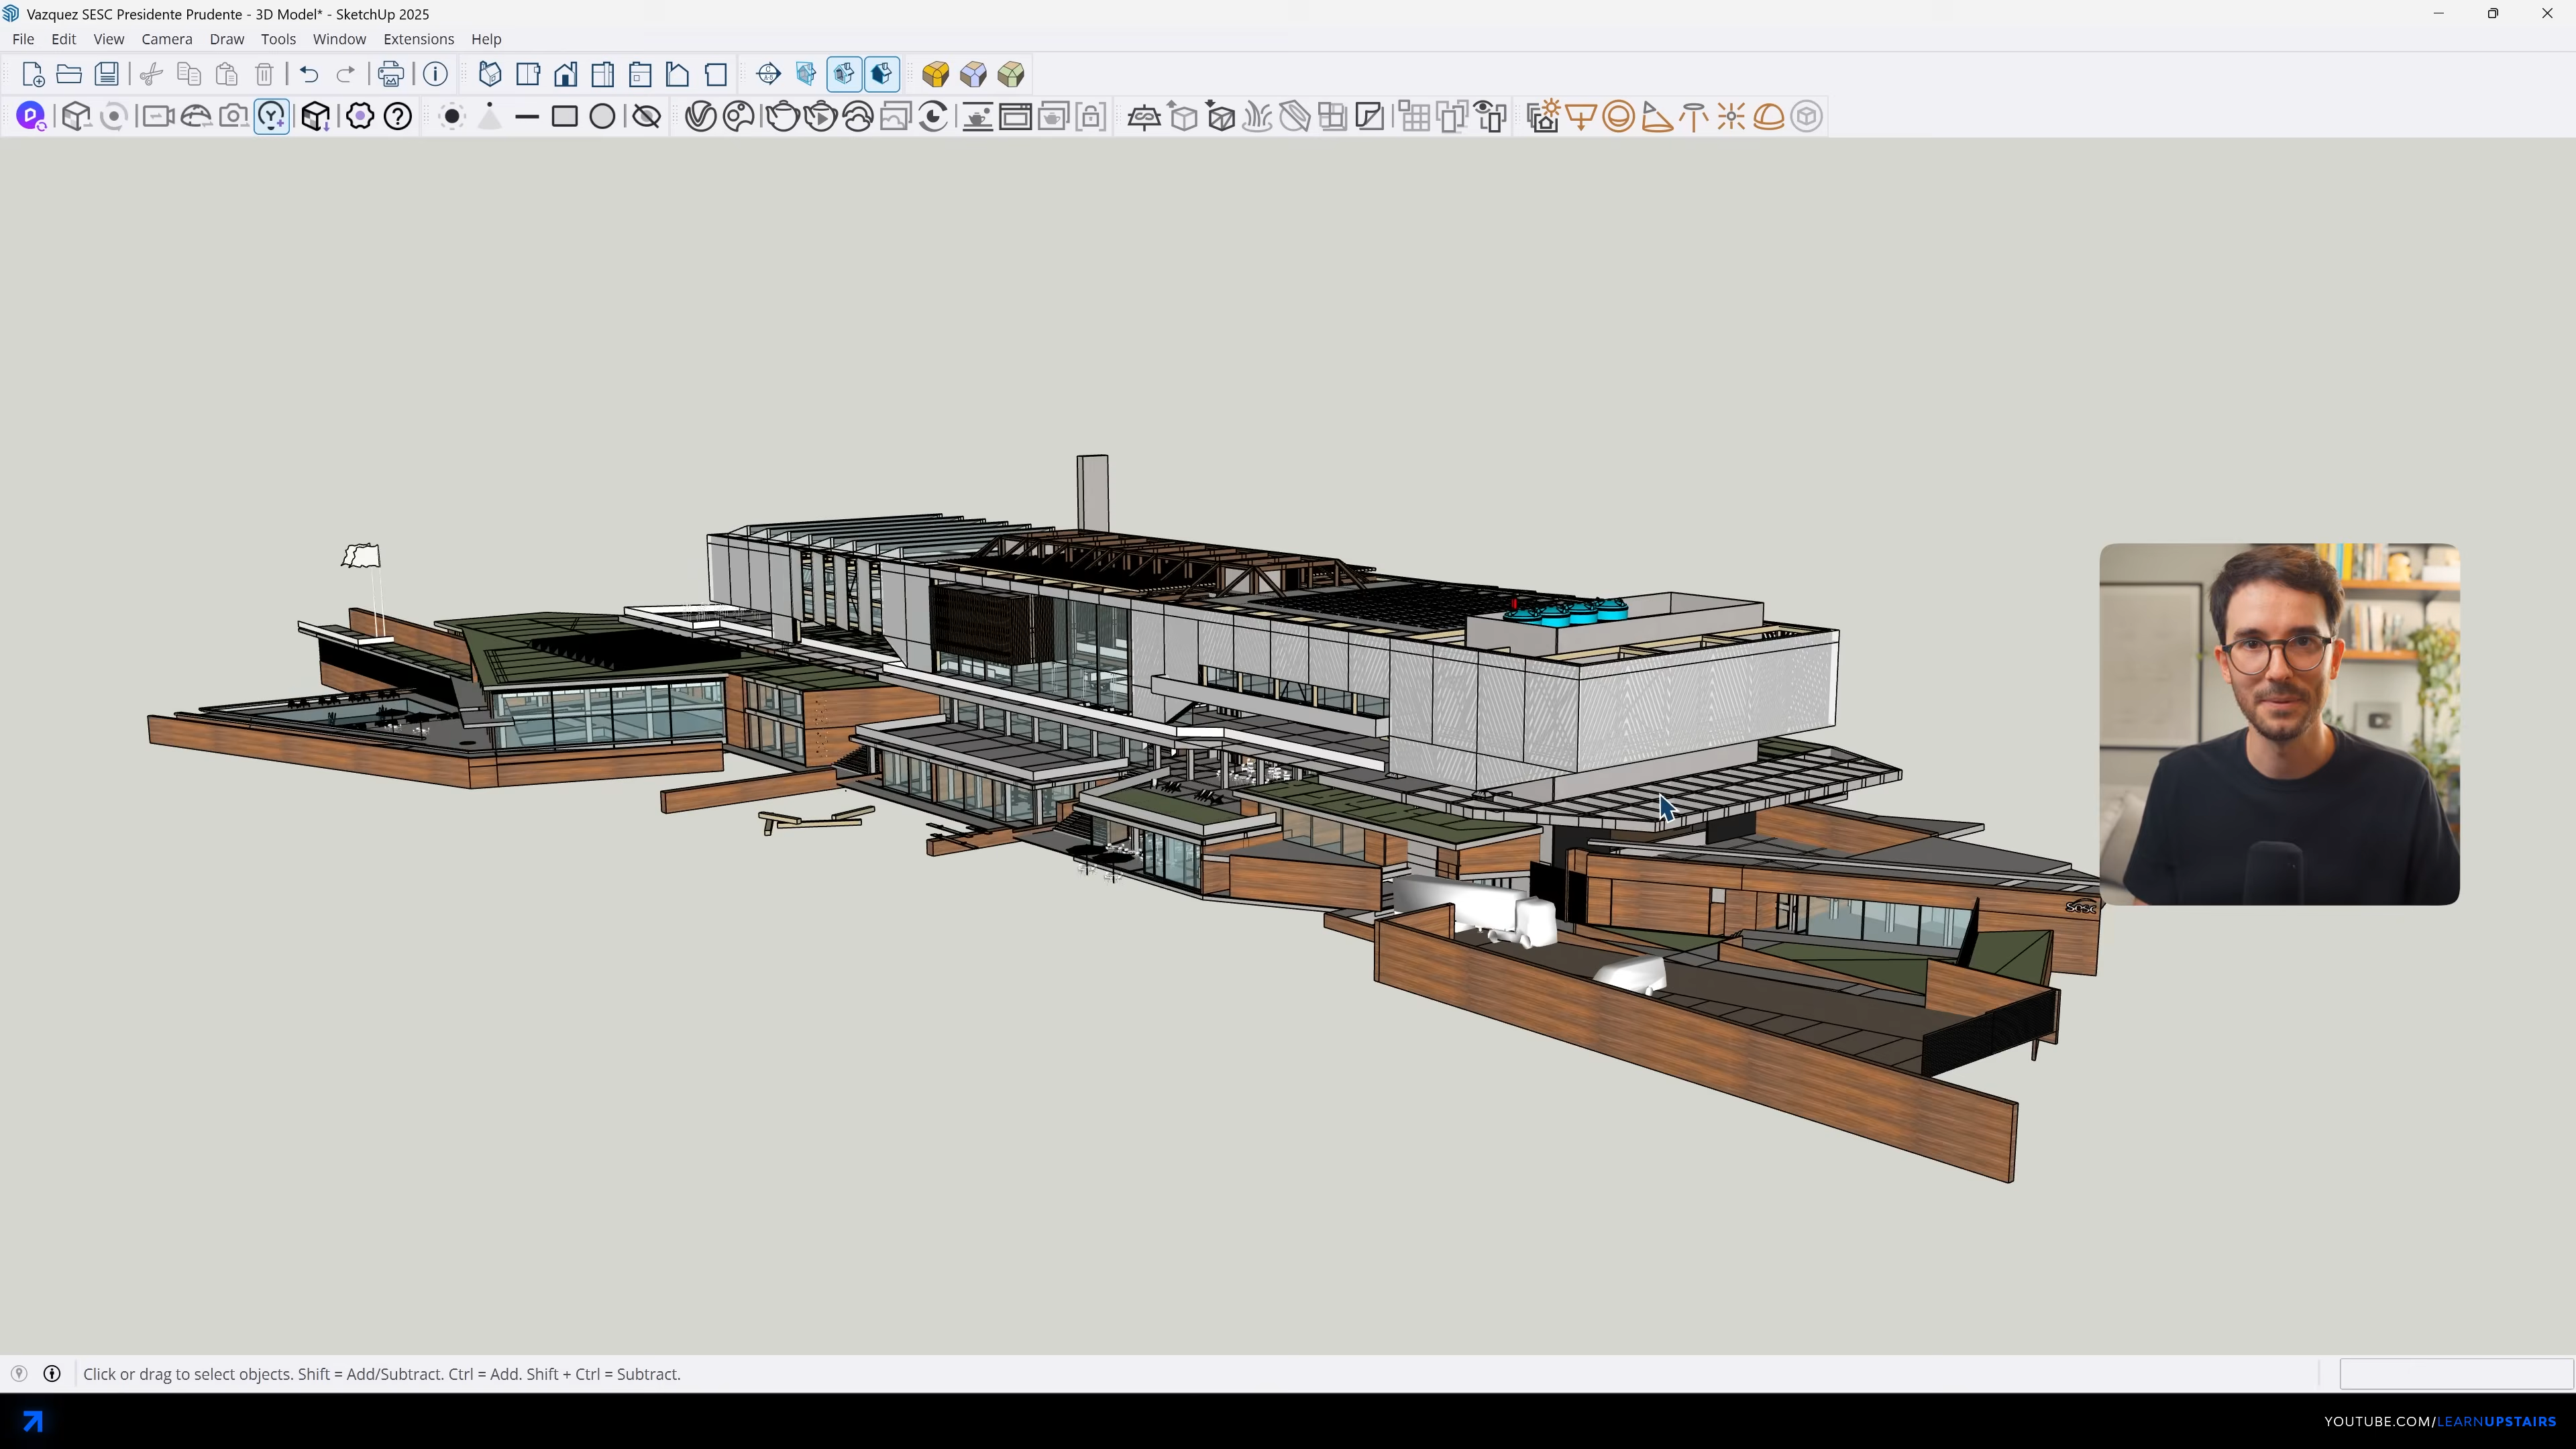 Vazquez SESC Presidente Prudente - 3D Model* - SketchUp 2025
File Edit View Camera Draw Tools Window Extensions Help
Sesc
Click or drag to select objects. Shift = Add/Subtract. Ctrl = Add. Shift + Ctrl = Subtract.
YOUTUBE.COM/LEARNUPSTAIRS